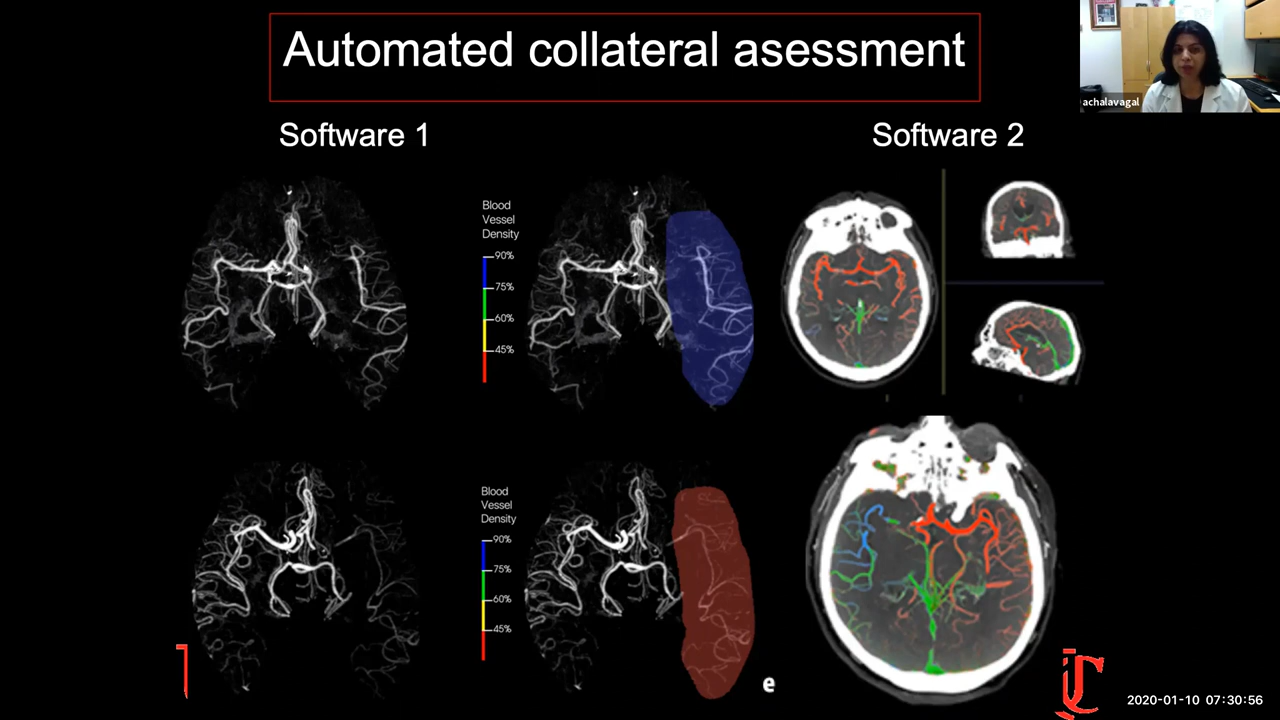 Automated collateral asessment
achalavagal
Software 1
Software 2
Blood
Vessel
Density
90%
75%
60%
45%
Blood
Vessel
Density
90%
75%
60%
45%
e
2020-01-10 07:30:56